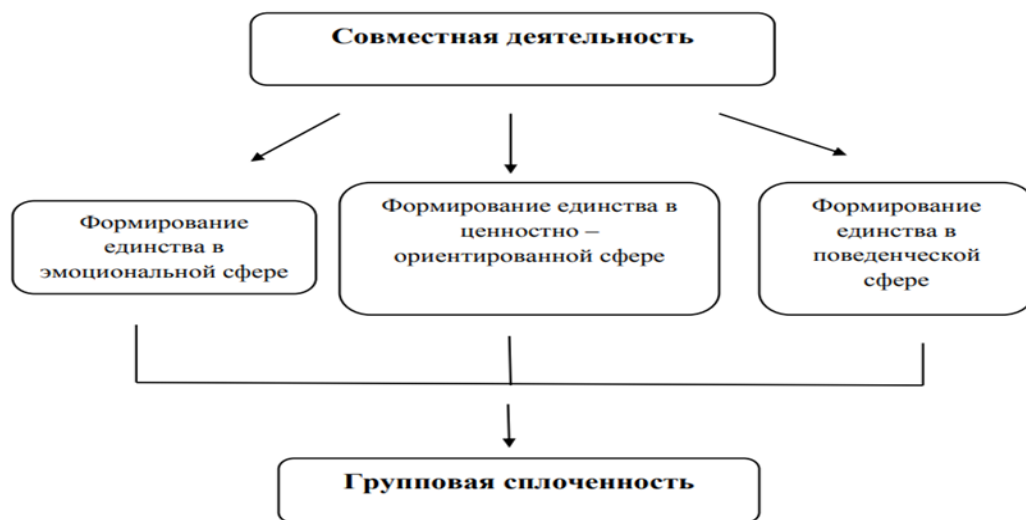 Совместная деятельность
Формирование
единства в
эмоциональной сфере
Формирование единства в
ценностно –
ориентированной сфере
Формирование
единства в
поведенческой
сфере
Групповая сплоченность